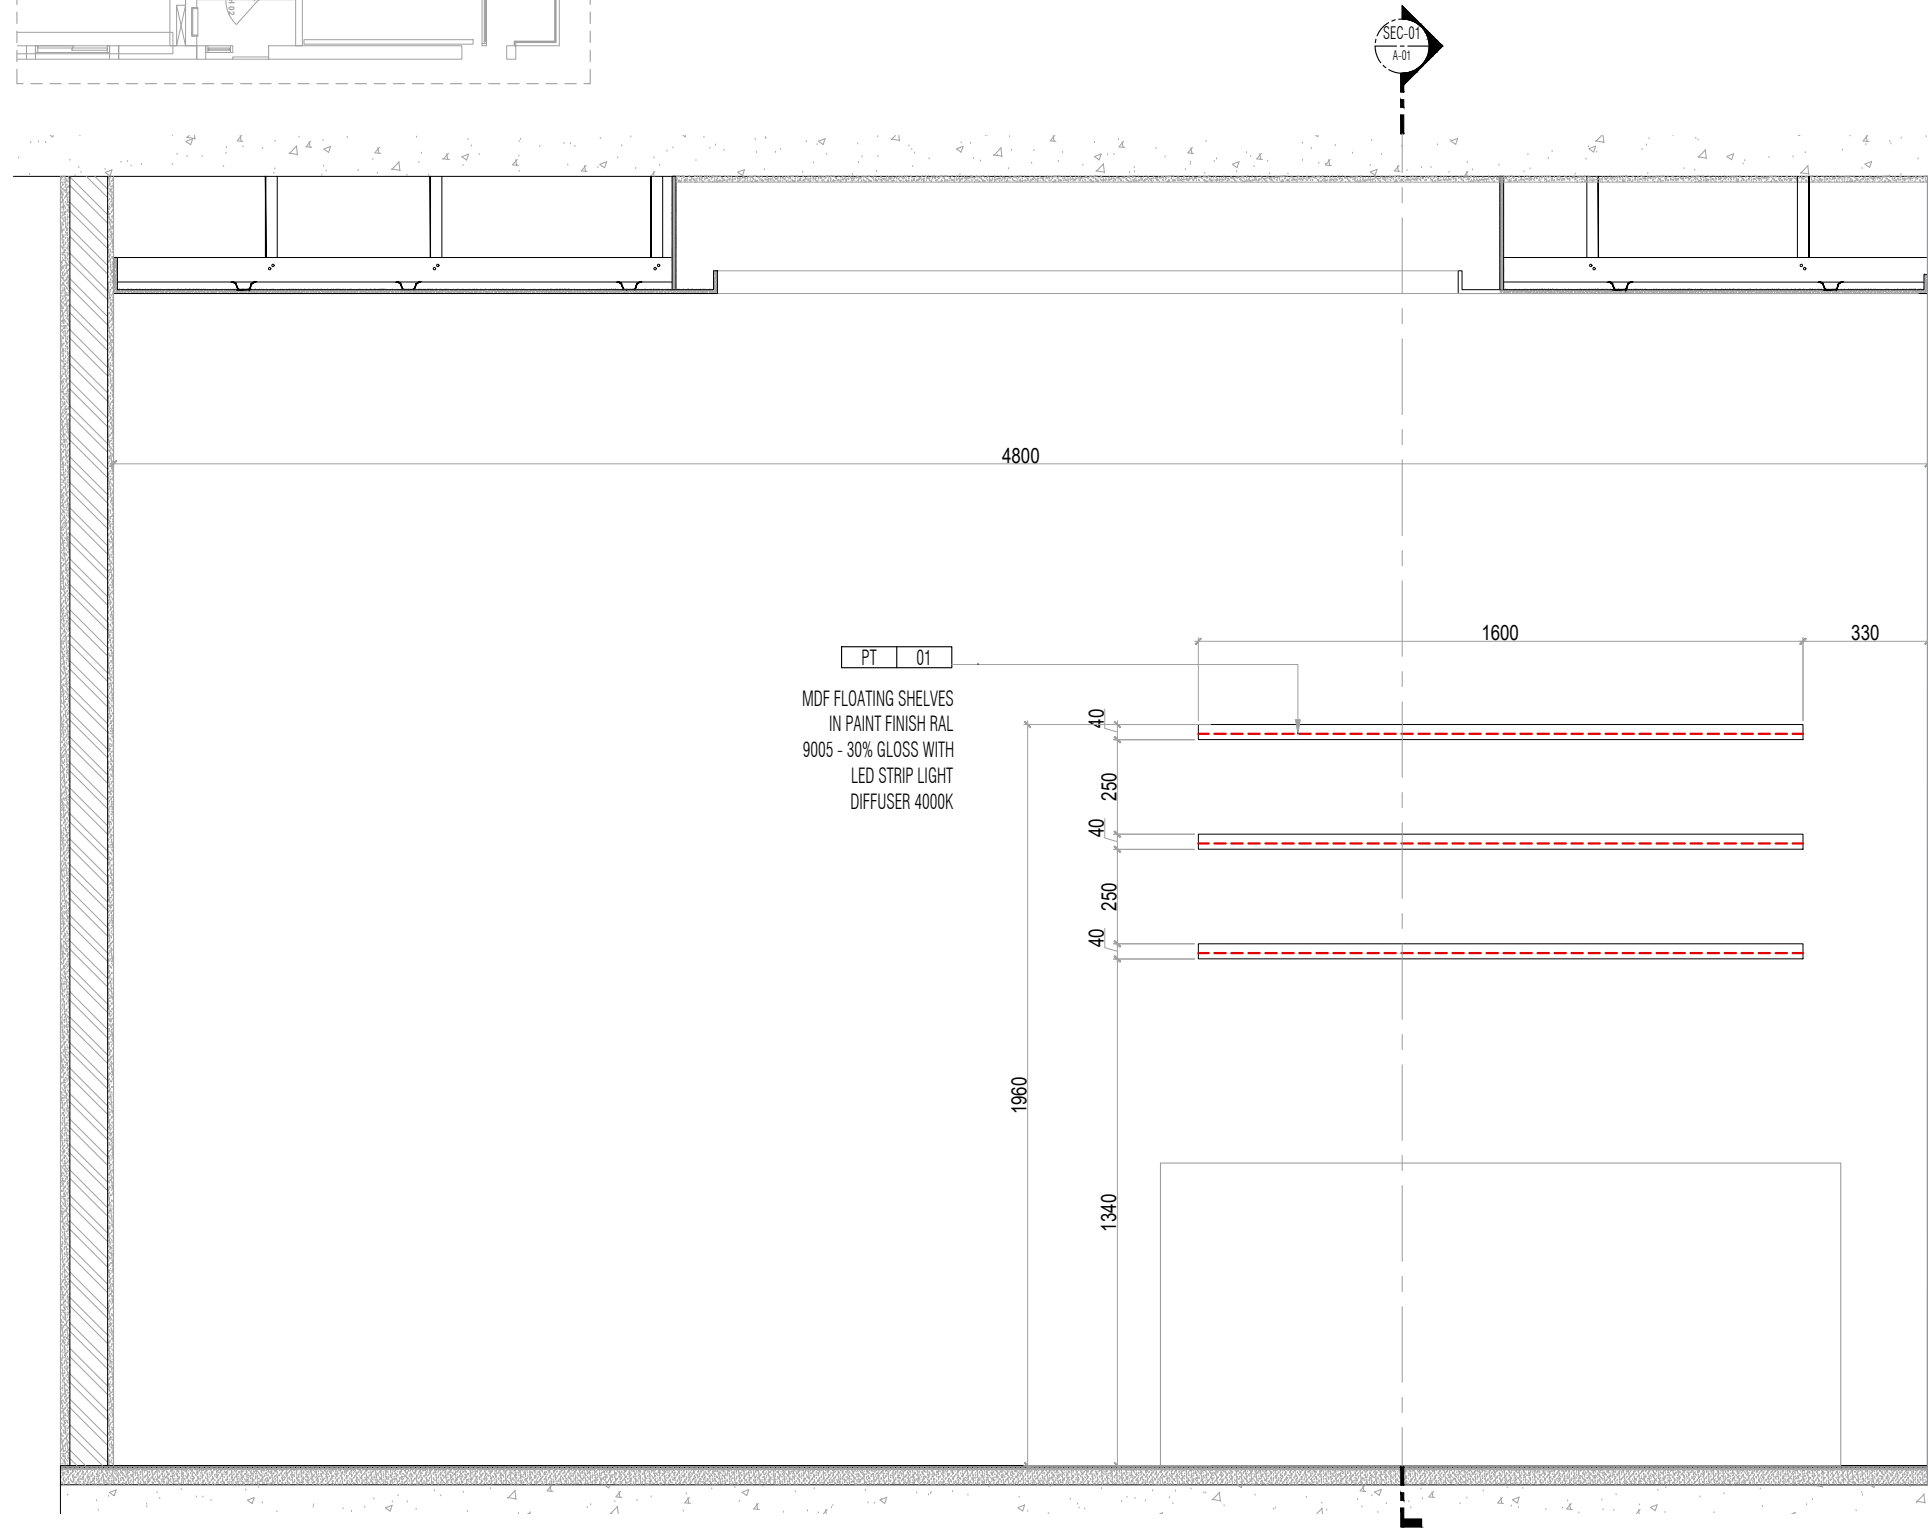 H 02
SEC-01
A-01
4800
1600
330
PT 01
MDF FLOATING SHELVES
IN PAINT FINISH RAL
9005 - 30% GLOSS WITH
LED STRIP LIGHT
DIFFUSER 4000K
40
250
40
250
40
1960
1340